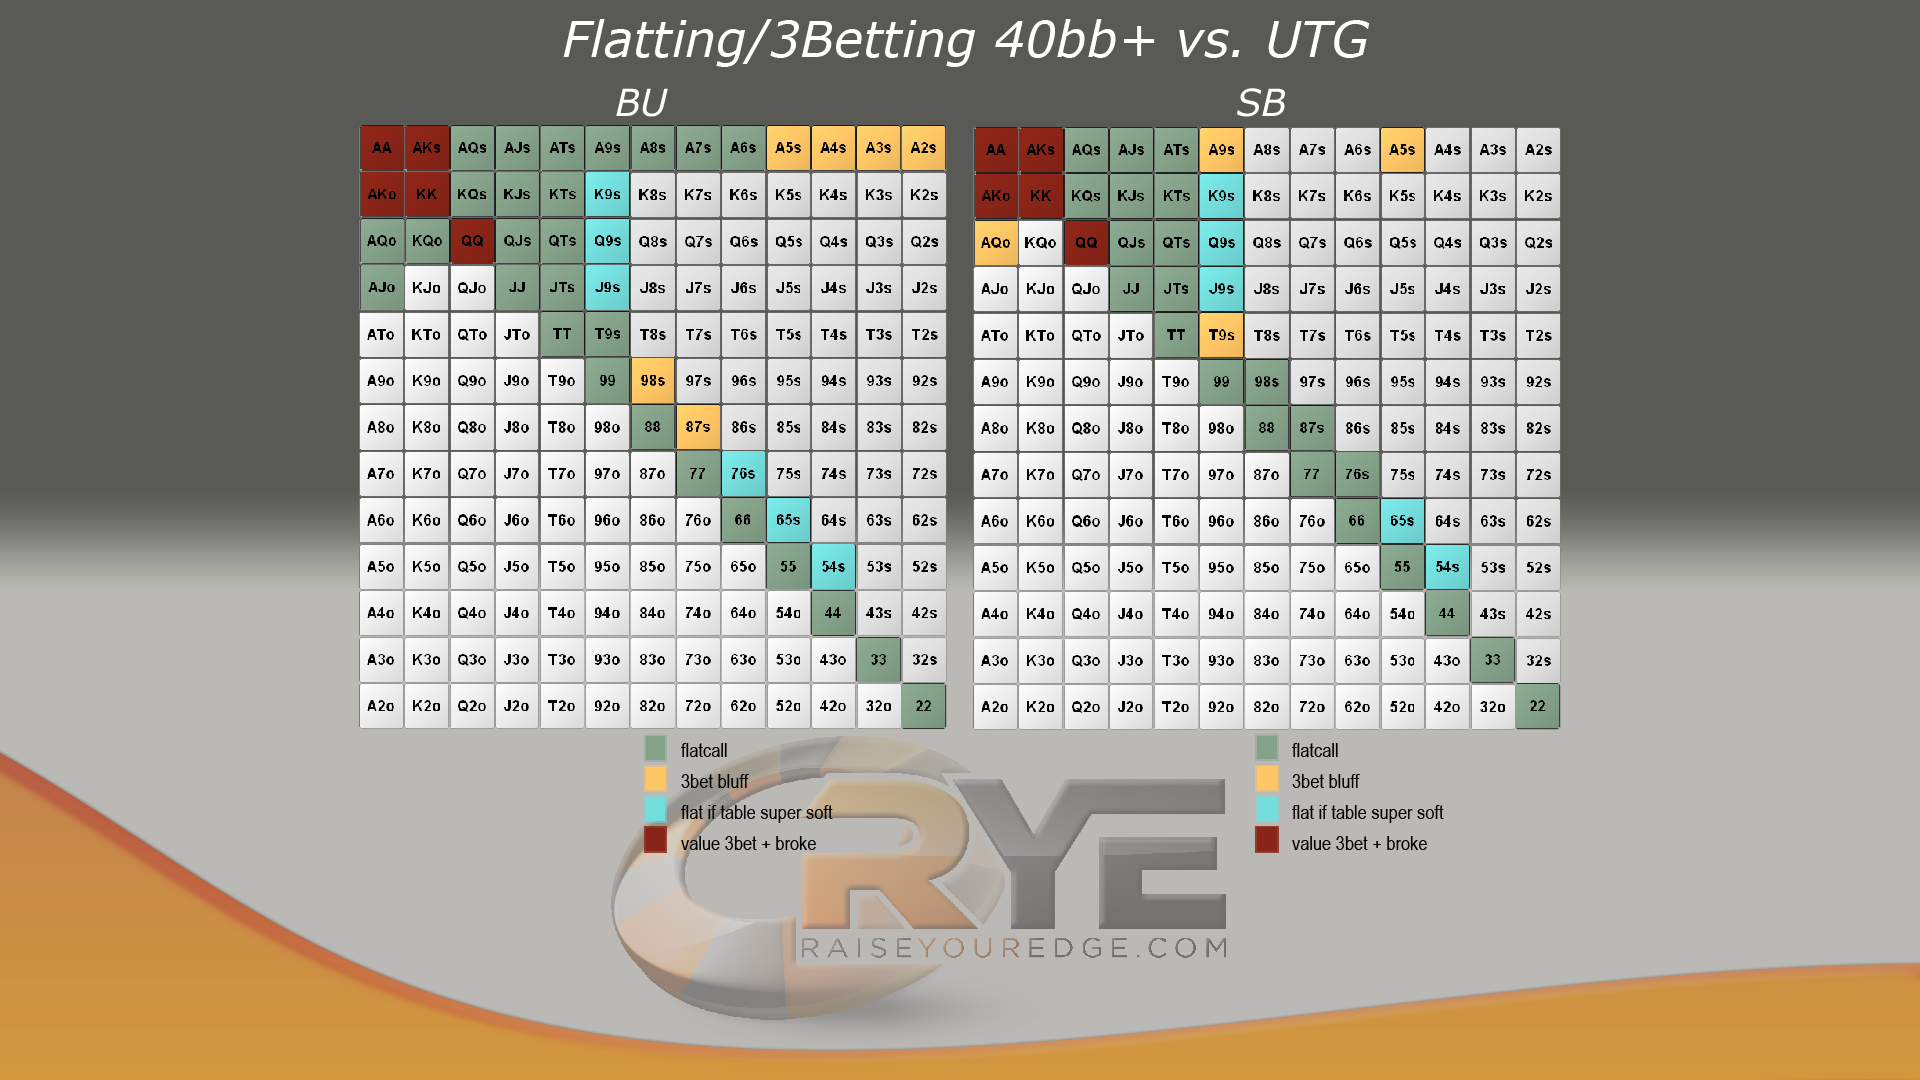 Flatting/3Betting 40bb+ vs. UTG
BU
AA AKs AQs AJs ATs A9s A8s A7s A6s A5s A4s A3s A2s
AKo KK KQs KJs KTs K9s K8s K7s K6s K5s K4s K3s K2s
AQo KQo QQ QJs QTs Q9s Q8s Q7s Q6s Q5s Q4s Q3s Q2s
AJo KJo QJo JJ JTs J9s J8s J7s J6s J5s J4s J3s J2s
ATo KTo QTo JTo TT T9s T8s T7s T6s T5s T4s T3s T2s
A9o K9o Q9o J9o T9o 99 98s 97s 96s 95s 94s 93s 92s
A8o K8o Q8o J8o T8o 98o 88 87s 86s 85s 84s 83s 82s
A7o K7o Q7o J7o T7o 97o 87o 77 76s 75s 74s 73s 72s
A6o K6o Q6o J6o T6o 96o 86o 76o 66 65s 64s 63s 62s
A5o K5o Q5o J5o T5o 95o 85o 75o 65o 55 54s 53s 52s
A4o K4o Q4o J4o T4o 94o 84o 74o 64o 54o 44 43s 42s
A3o K3o Q3o J3o T3o 93o 83o 73o 63o 53o 43o 33 32s
A2o K2o Q2o J2o T2o 92o 82o 72o 62o 52o 42o 32o 22
flatcall
3bet bluff
flat if table super soft
value 3bet + broke
SB
AA AKs AQs AJs ATs A9s A8s A7s A6s A5s A4s A3s A2s
AKo KK KQs KJs KTs K9s K8s K7s K6s K5s K4s K3s K2s
AQo KQo QQ QJs QTs Q9s Q8s Q7s Q6s Q5s Q4s Q3s Q2s
AJo KJo QJo JJ JTs J9s J8s J7s J6s J5s J4s J3s J2s
ATo KTo QTo JTo TT T9s T8s T7s T6s T5s T4s T3s T2s
A9o K9o Q9o J9o T9o 99 98s 97s 96s 95s 94s 93s 92s
A8o K8o Q8o J8o T8o 98o 88 87s 86s 85s 84s 83s 82s
A7o K7o Q7o J7o T7o 97o 87o 77 76s 75s 74s 73s 72s
A6o K6o Q6o J6o T6o 96o 86o 76o 66 65s 64s 63s 62s
A5o K5o Q5o J5o T5o 95o 85o 75o 65o 55 54s 53s 52s
A4o K4o Q4o J4o T4o 94o 84o 74o 64o 54o 44 43s 42s
A3o K3o Q3o J3o T3o 93o 83o 73o 63o 53o 43o 33 32s
A2o K2o Q2o J2o T2o 92o 82o 72o 62o 52o 42o 32o 22
flatcall
3bet bluff
flat if table super soft
value 3bet + broke
RYE
RAISEYOUREDGE.COM